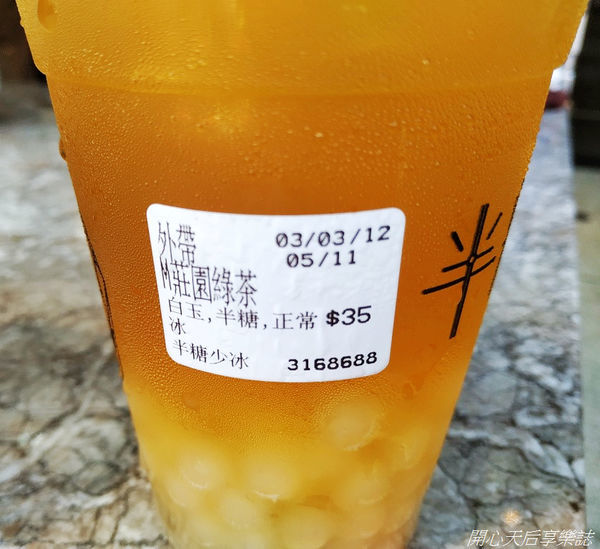 外帶 03/03/12
05/11
M莊園綠茶
白玉,半糖,正常 $35
冰
半糖少冰 3168688
半
開心天后享樂誌